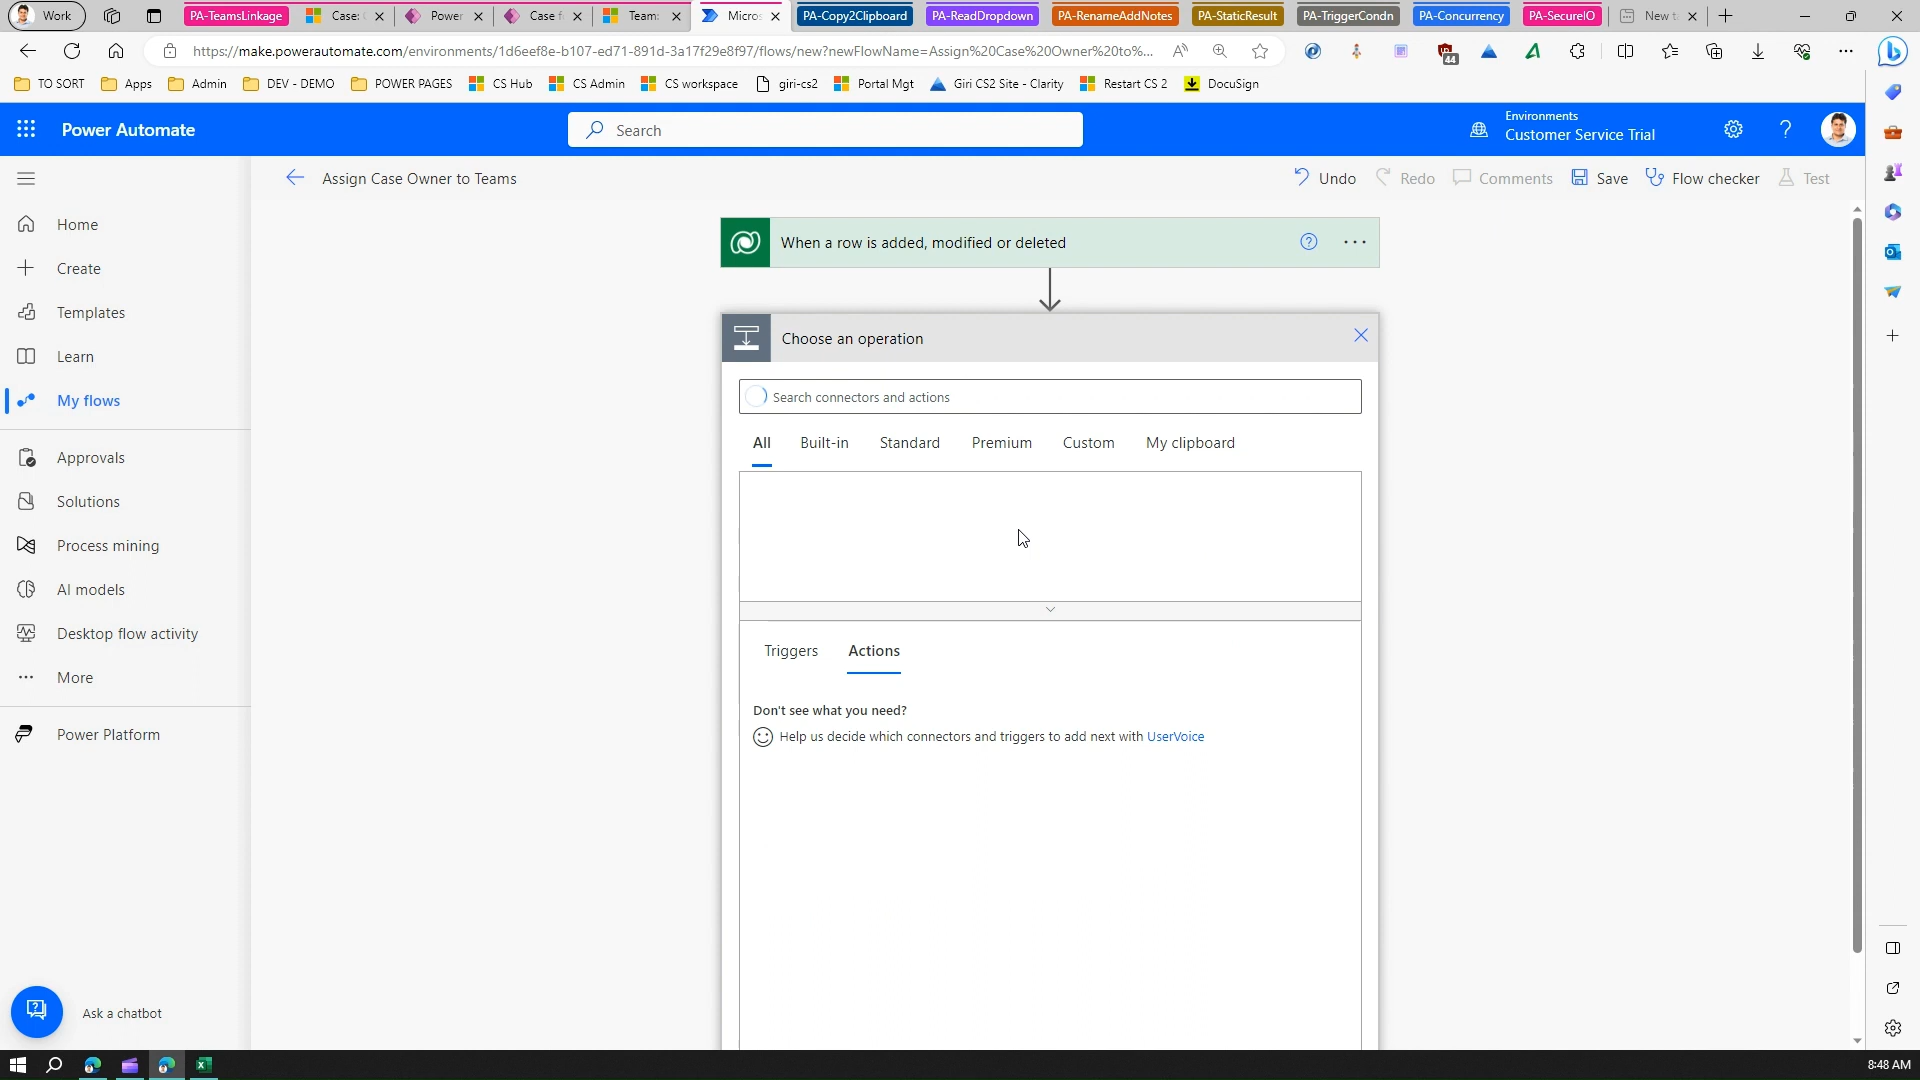 Work
PA-TeamsLinkage
Case:
Power
Case f
Team:
Micros
PA-Copy2Clipboard
PA-ReadDropdown
PA-RenameAddNotes
PA-StaticResult
PA-TriggerCondn
PA-Concurrency
PA-SecureIO
New t
https://make.powerautomate.com/environments/1d6eef8e-b107-ed71-891d-3a17f29e8f97/flows/new?newFlowName=Assign%20Case%20Owner%20to%...
44
TO SORT
Apps
Admin
DEV - DEMO
POWER PAGES
CS Hub
CS Admin
CS workspace
giri-cs2
Portal Mgt
Giri CS2 Site - Clarity
Restart CS 2
DocuSign
Power Automate
Search
Environments
Customer Service Trial
Assign Case Owner to Teams
Undo
Redo
Comments
Save
Flow checker
Test
Home
Create
Templates
Learn
My flows
Approvals
Solutions
Process mining
AI models
Desktop flow activity
More
Power Platform
Ask a chatbot
When a row is added, modified or deleted
Choose an operation
Search connectors and actions
All
Built-in
Standard
Premium
Custom
My clipboard
Triggers
Actions
Don't see what you need?
Help us decide which connectors and triggers to add next with UserVoice
8:48 AM